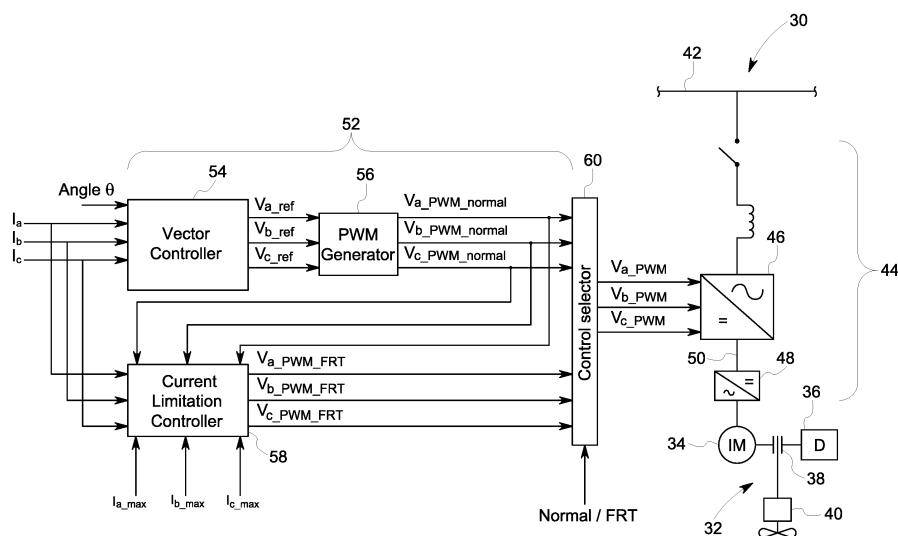 30
42
52
54
56
60
Angle θ
Ia
Ib
Ic
Vector
Controller
Va_ref
Vb_ref
Vc_ref
PWM
Generator
Va_PWM_normal
Vb_PWM_normal
Vc_PWM_normal
Control selector
Va_PWM
Vb_PWM
Vc_PWM
46
44
=
50
48
=
~
Current
Limitation
Controller
Va_PWM_FRT
Vb_PWM_FRT
Vc_PWM_FRT
58
Ia_max
Ib_max
Ic_max
Normal / FRT
34
IM
36
D
38
32
40